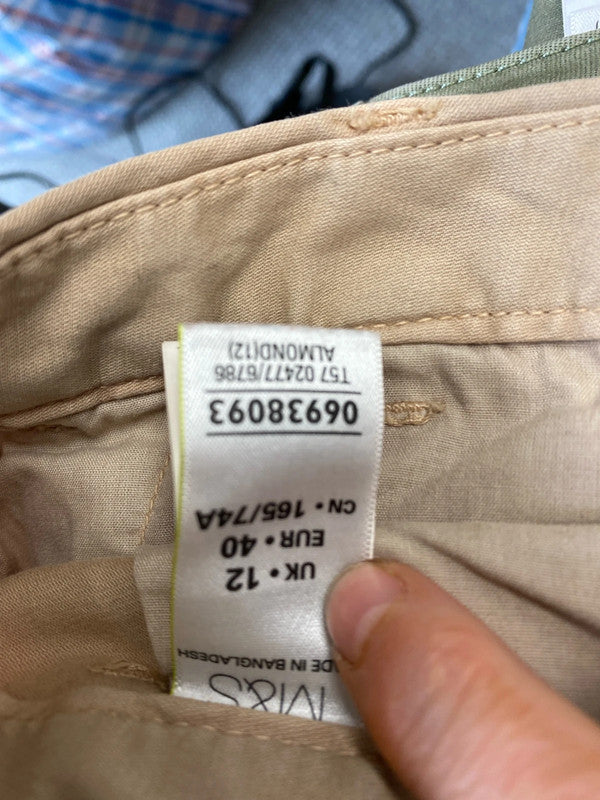 M&S
MADE IN BANGLADESH
UK • 12
EUR • 40
CN • 165/74A
06938093
T57 02477/6786
ALMOND(12)